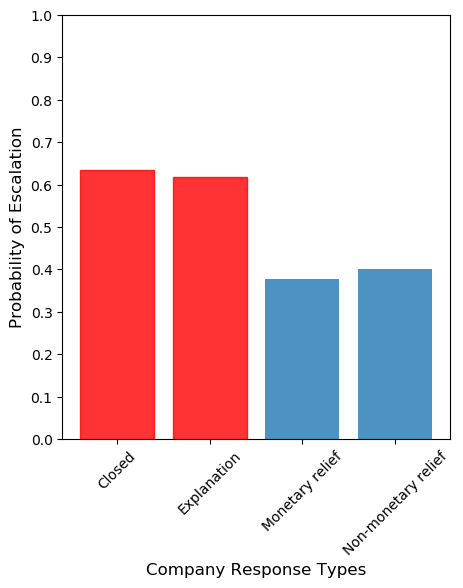 1.0
0.9
0.8
0.7
0.6
0.5
0.4
0.3
0.2
0.1
0.0
Probability of Escalation
Closed
Explanation
Monetary relief
Non-monetary relief
Company Response Types